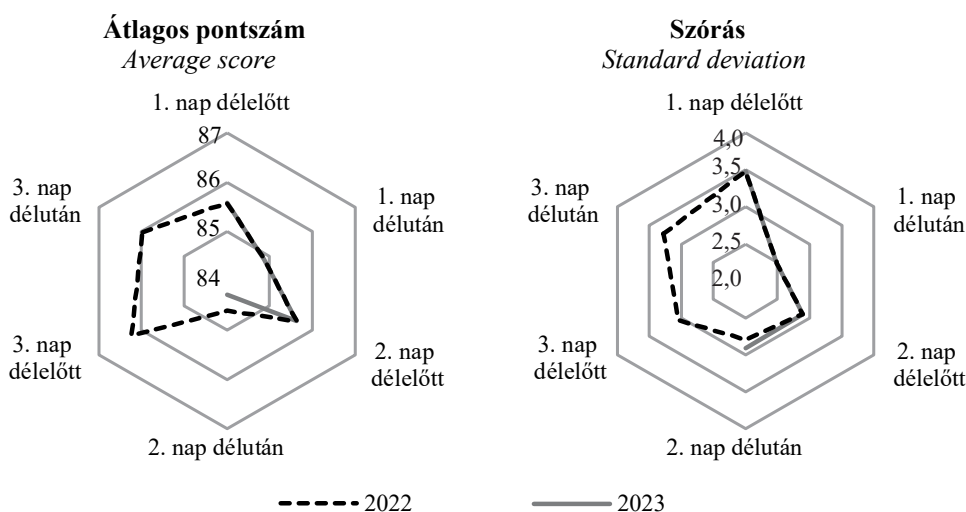 Átlagos pontszám
Average score
1. nap délelőtt
87
86
85
84
1. nap
délután
2. nap
délelőtt
2. nap délután
3. nap
délelőtt
3. nap
délután
Szórás
Standard deviation
1. nap délelőtt
4,0
3,5
3,0
2,5
2,0
1. nap
délután
2. nap
délelőtt
2. nap délután
3. nap
délelőtt
3. nap
délután
2022
2023